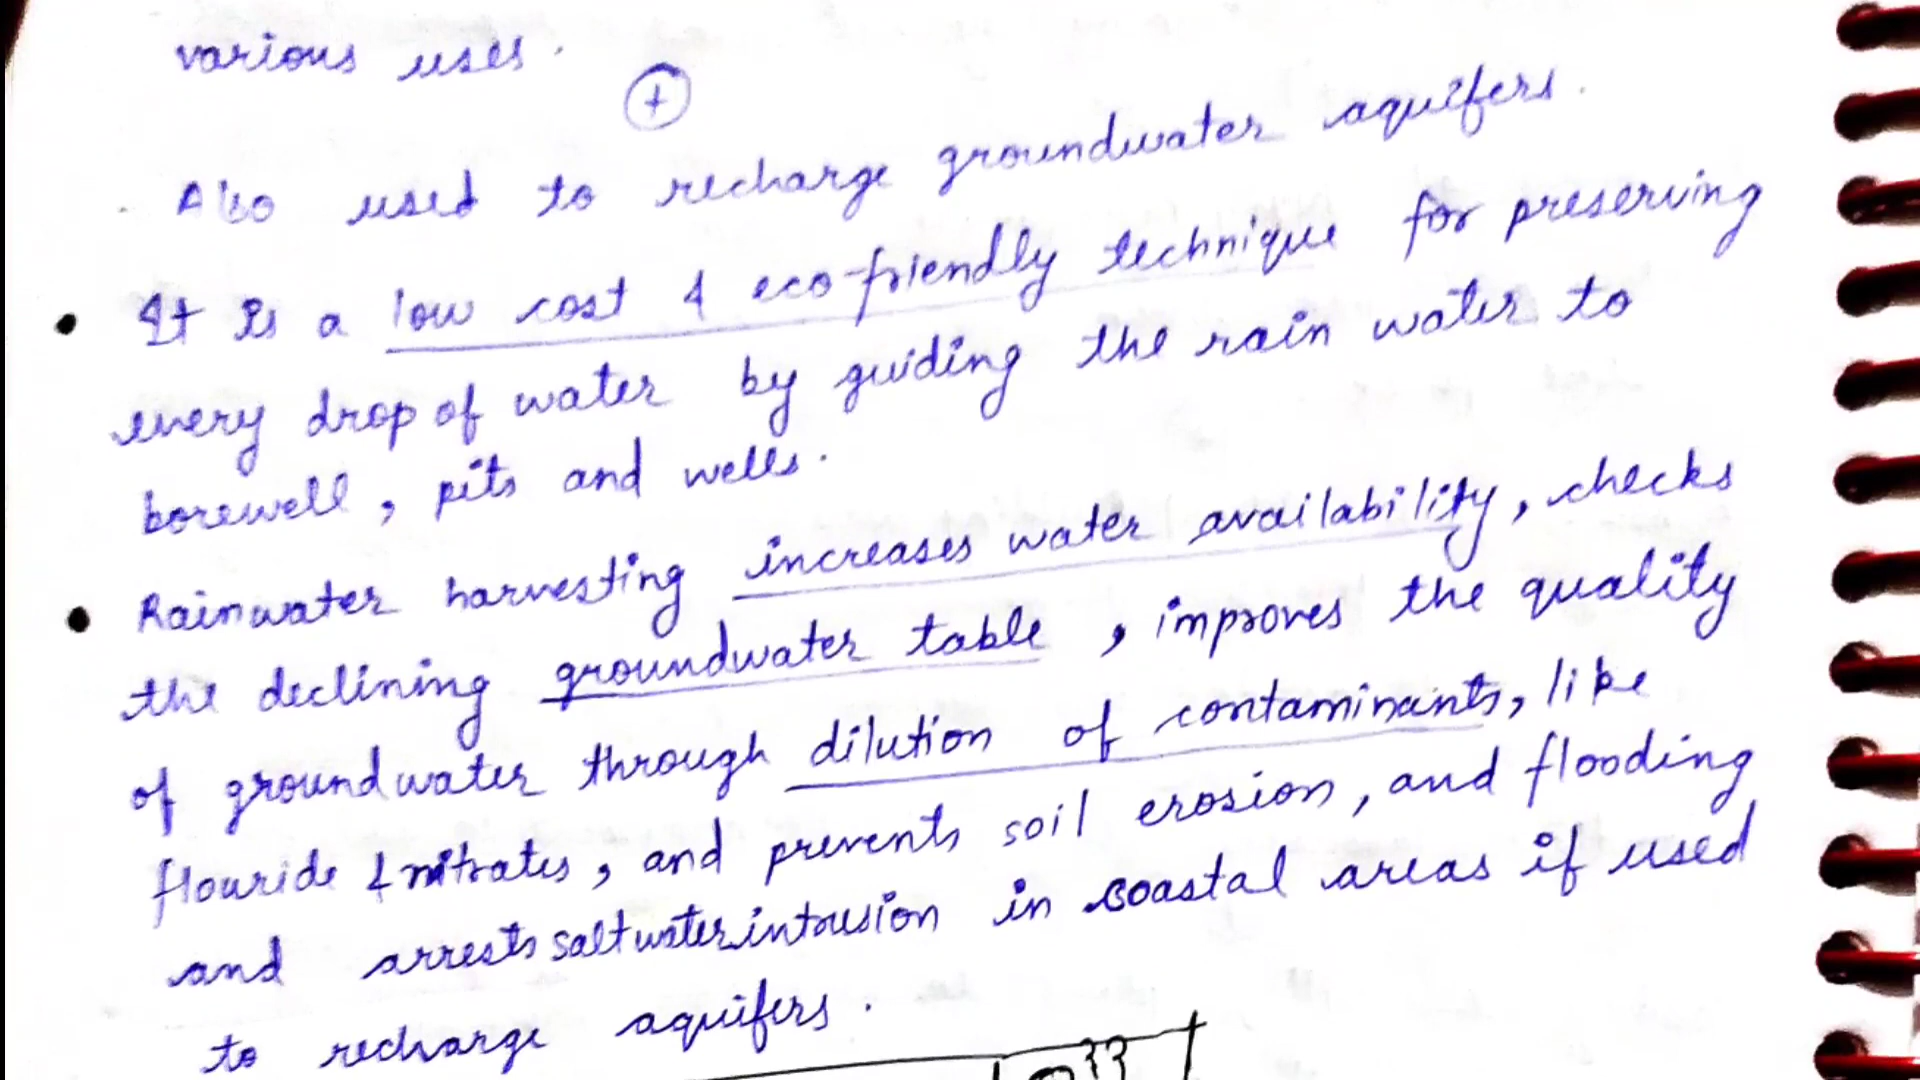 various uses.
+
Also used to recharge groundwater aquifers.
• It is a low cost & eco-friendly technique for preserving
every drop of water by guiding the rain water to
borewell, pits and wells.
• Rainwater harvesting increases water availability, checks
the declining groundwater table, improves the quality
of groundwater through dilution of contaminants, like
flouride & nitrates, and prevents soil erosion, and flooding
and arrests saltwater intrusion in coastal areas if used
to recharge aquifers.